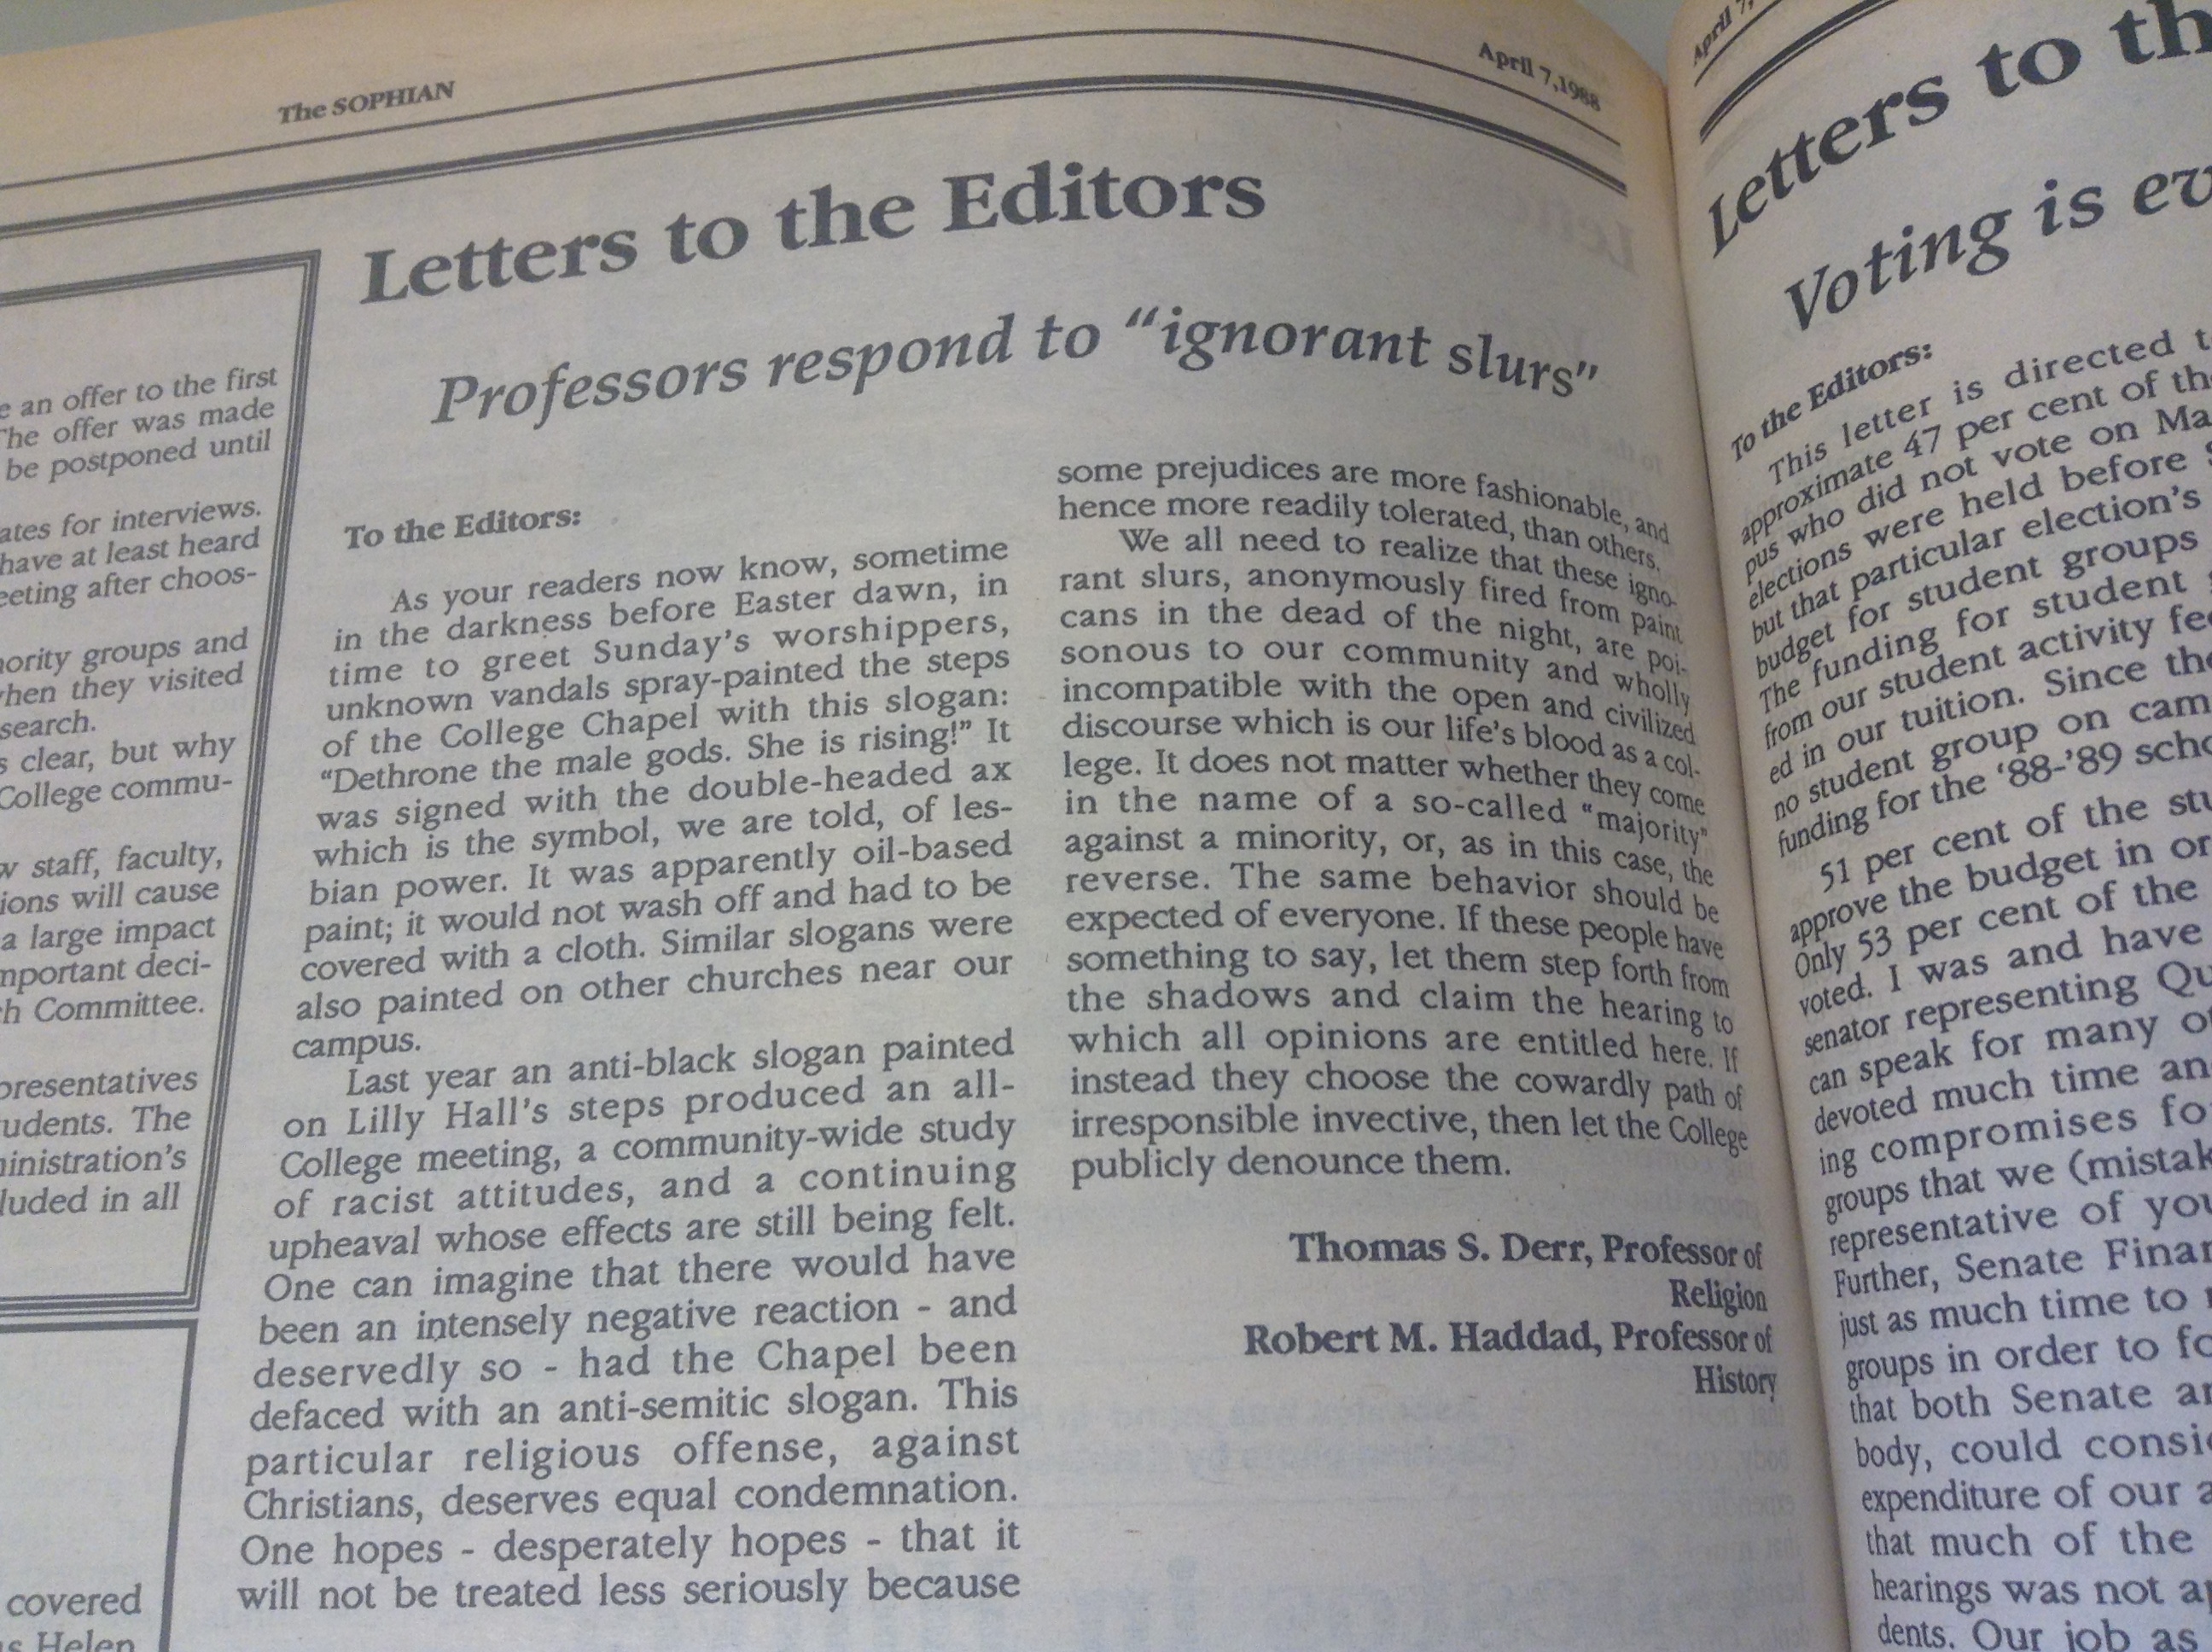 The SOPHIAN
April 7,1988
e an offer to the first
The offer was made
be postponed until
ates for interviews.
have at least heard
eeting after choos-
ority groups and
when they visited
search.
s clear, but why
College commu-
w staff, faculty,
ions will cause
a large impact
mportant deci-
h Committee.
presentatives
udents. The
ninistration's
luded in all
covered
s Helen
Letters to the Editors
Professors respond to “ignorant slurs”
To the Editors:
As your readers now know, sometime
in the darkness before Easter dawn, in
time to greet Sunday's worshippers,
unknown vandals spray-painted the steps
of the College Chapel with this slogan:
“Dethrone the male gods. She is rising!” It
was signed with the double-headed ax
which is the symbol, we are told, of les-
bian power. It was apparently oil-based
paint; it would not wash off and had to be
covered with a cloth. Similar slogans were
also painted on other churches near our
campus.
Last year an anti-black slogan painted
on Lilly Hall's steps produced an all-
College meeting, a community-wide study
of racist attitudes, and a continuing
upheaval whose effects are still being felt.
One can imagine that there would have
been an intensely negative reaction - and
deservedly so - had the Chapel been
defaced with an anti-semitic slogan. This
particular religious offense, against
Christians, deserves equal condemnation.
One hopes - desperately hopes - that it
will not be treated less seriously because
some prejudices are more fashionable, and
hence more readily tolerated, than others.
We all need to realize that these igno-
rant slurs, anonymously fired from paint
cans in the dead of the night, are poi-
sonous to our community and wholly
incompatible with the open and civilized
discourse which is our life's blood as a col-
lege. It does not matter whether they come
in the name of a so-called “majority”
against a minority, or, as in this case, the
reverse. The same behavior should be
expected of everyone. If these people have
something to say, let them step forth from
the shadows and claim the hearing to
which all opinions are entitled here. If
instead they choose the cowardly path of
irresponsible invective, then let the College
publicly denounce them.
Thomas S. Derr, Professor of
Religion
Robert M. Haddad, Professor of
History
April 7,
Letters to th
Voting is ev
To the Editors:
This letter is directed t
approximate 47 per cent of th
pus who did not vote on Ma
elections were held before
but that particular election's
budget for student groups
The funding for student
from our student activity fe
ed in our tuition. Since th
no student group on cam
funding for the '88-'89 scho
51 per cent of the stu
approve the budget in or
Only 53 per cent of the
voted. I was and have
senator representing Qu
can speak for many o
devoted much time an
ing compromises fo
groups that we (mistak
representative of you
Further, Senate Finan
just as much time to
groups in order to fo
that both Senate an
body, could consi
expenditure of our a
that much of the
hearings was not ap
dents. Our job as